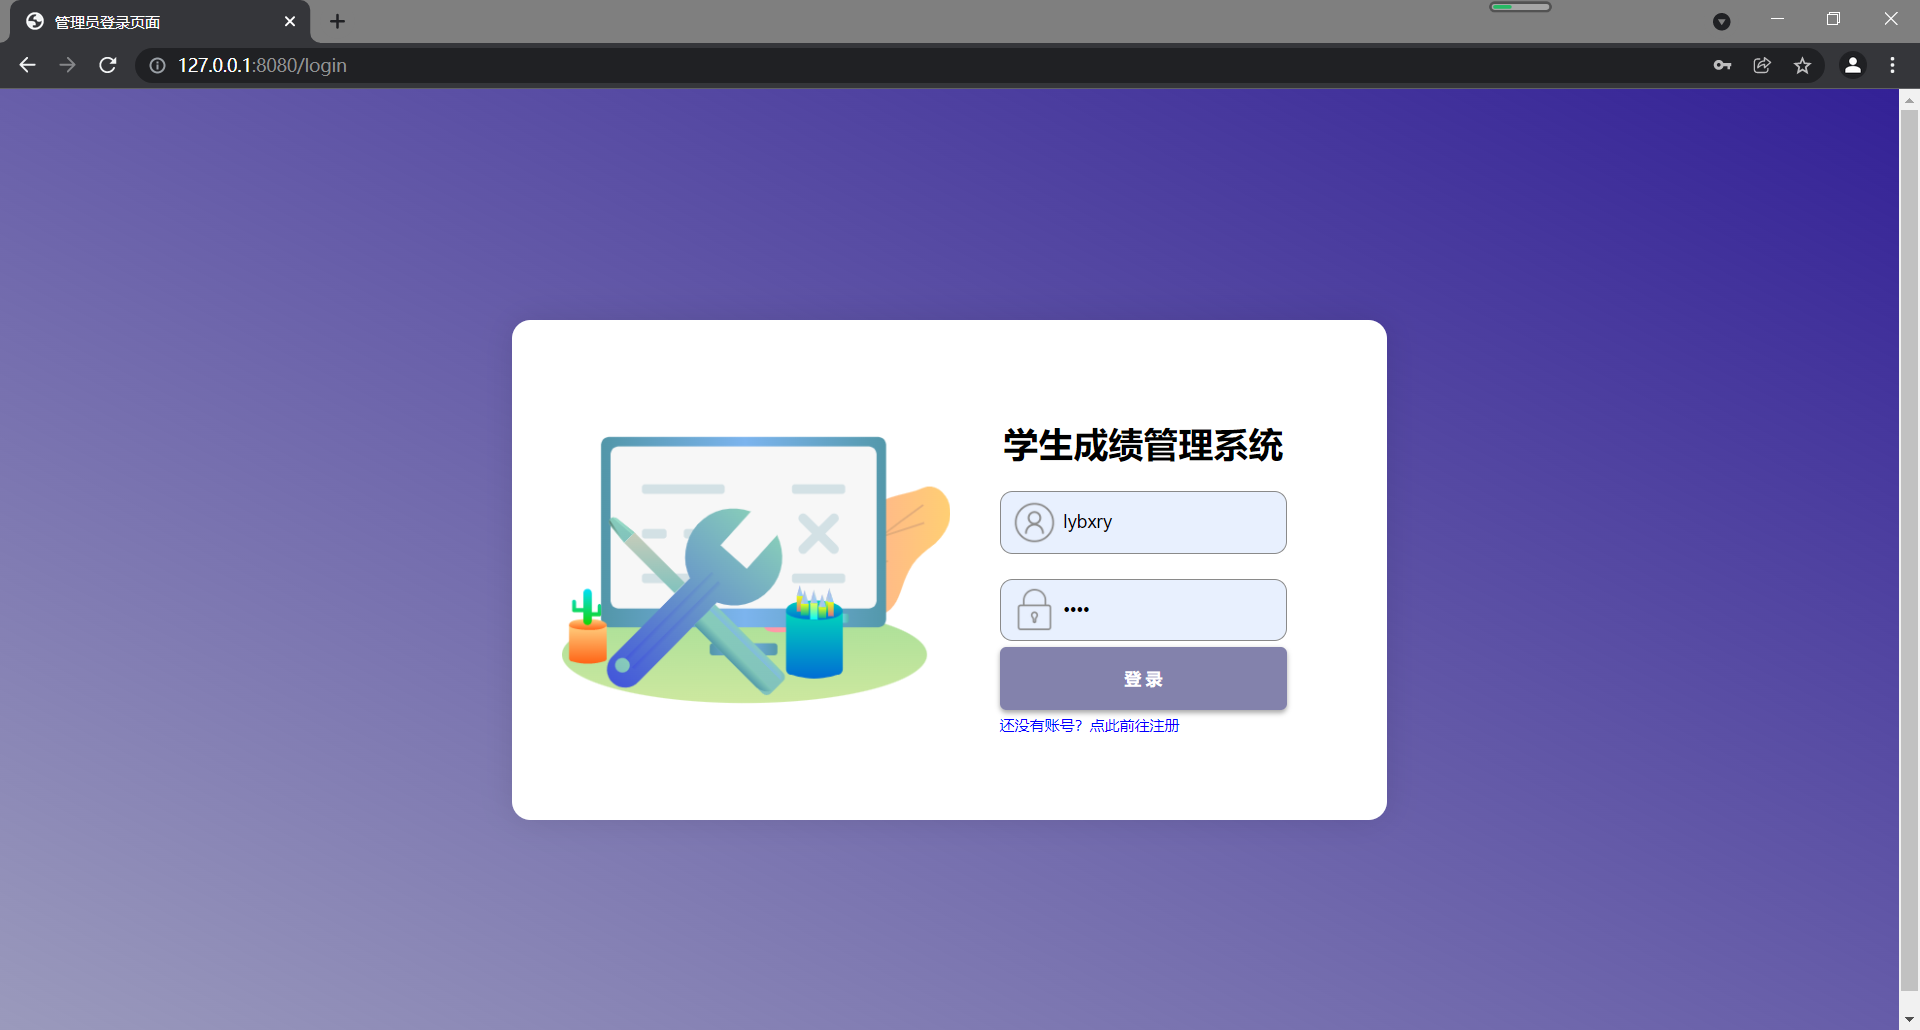 管理员登录页面
127.0.0.1:8080/login
学生成绩管理系统
lybxry
••••
登录
还没有账号？点此前往注册